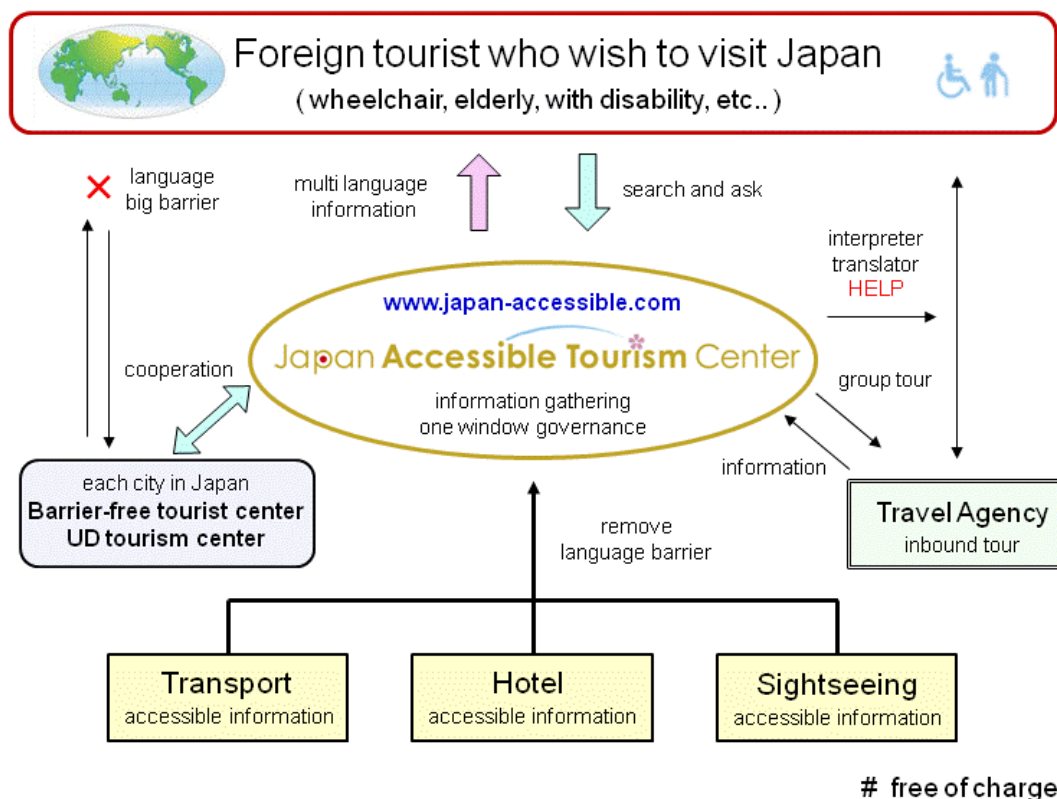 Foreign tourist who wish to visit Japan
( wheelchair, elderly, with disability, etc.. )
language
big barrier
multi language
information
search and ask
interpreter
translator
HELP
www.japan-accessible.com
Japan Accessible Tourism Center
information gathering
one window governance
cooperation
group tour
information
each city in Japan
Barrier-free tourist center
UD tourism center
remove
language barrier
Travel Agency
inbound tour
Transport
accessible information
Hotel
accessible information
Sightseeing
accessible information
# free of charge